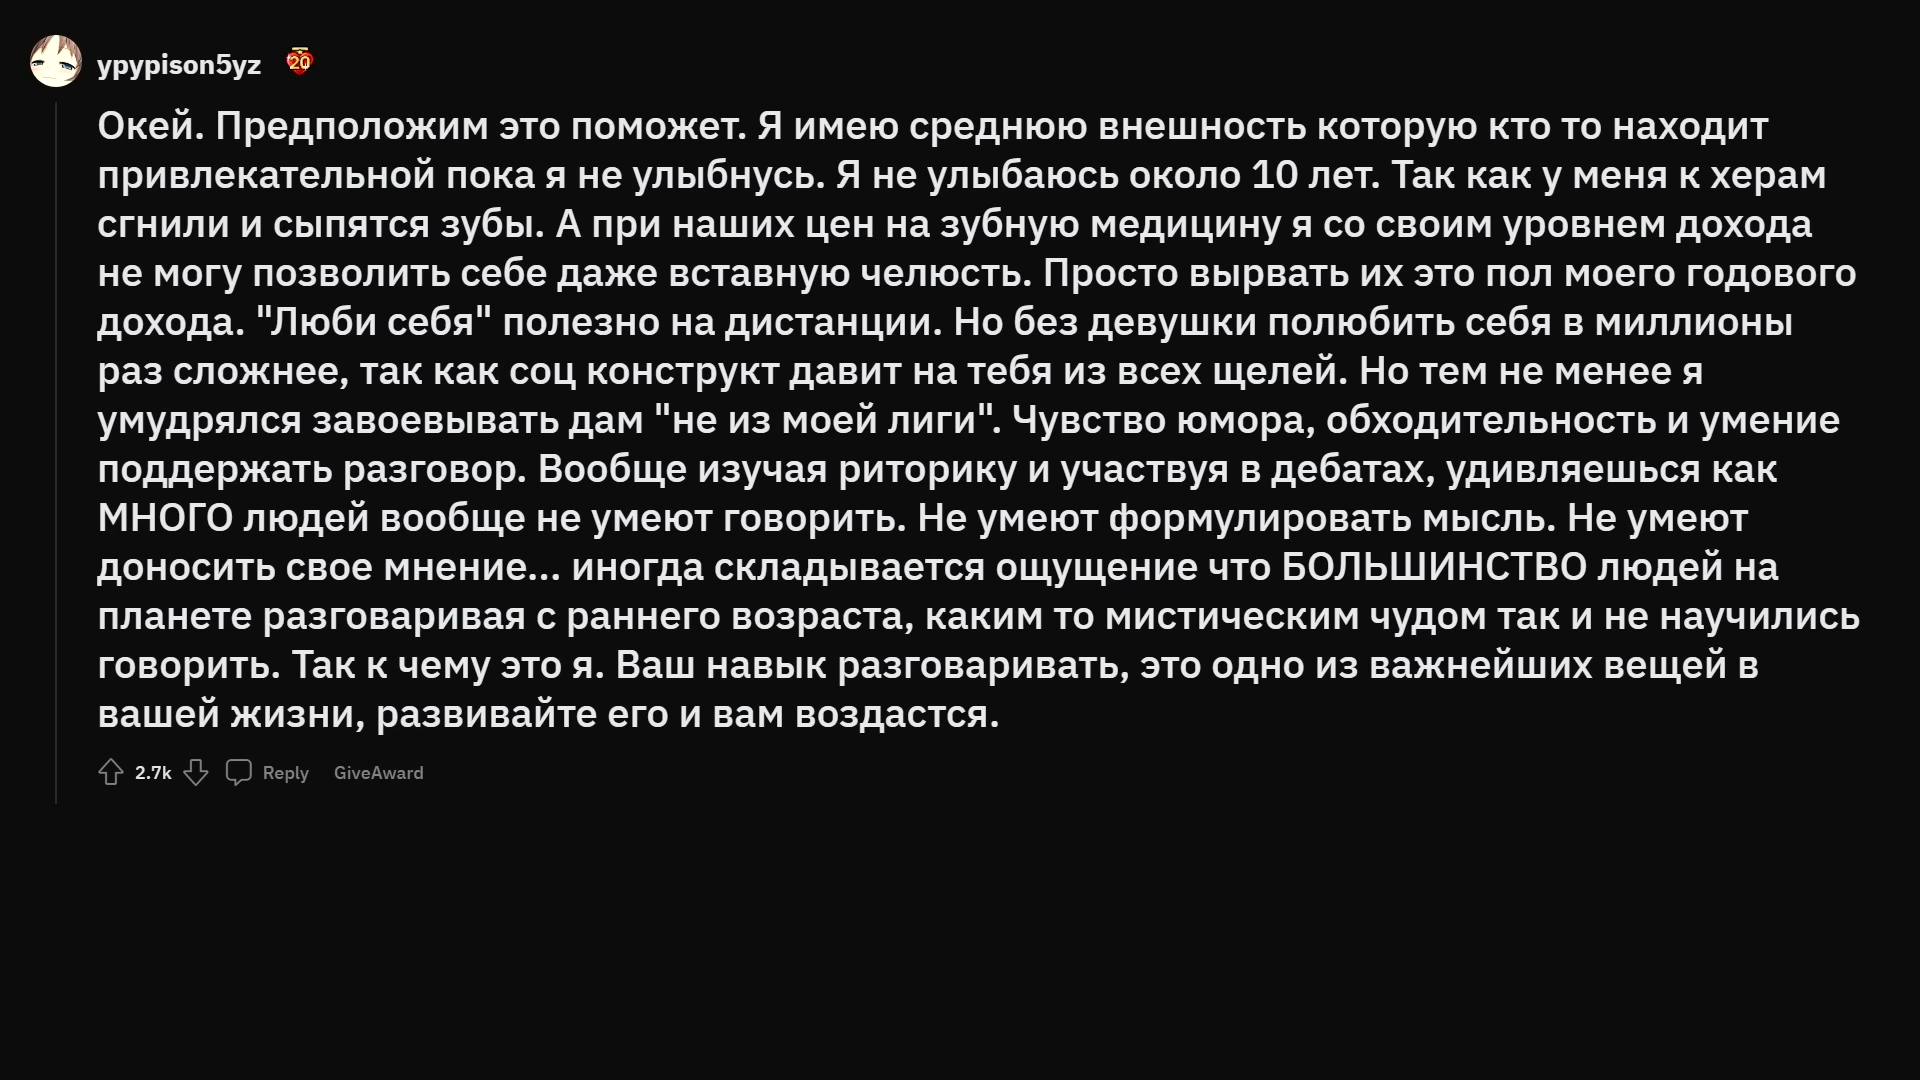 ypypison5yz 20
Окей. Предположим это поможет. Я имею среднюю внешность которую кто то находит
привлекательной пока я не улыбнусь. Я не улыбаюсь около 10 лет. Так как у меня к херам
сгнили и сыпятся зубы. А при наших цен на зубную медицину я со своим уровнем дохода
не могу позволить себе даже вставную челюсть. Просто вырвать их это пол моего годового
дохода. "Люби себя" полезно на дистанции. Но без девушки полюбить себя в миллионы
раз сложнее, так как соц конструкт давит на тебя из всех щелей. Но тем не менее я
умудрялся завоевывать дам "не из моей лиги". Чувство юмора, обходительность и умение
поддержать разговор. Вообще изучая риторику и участвуя в дебатах, удивляешься как
МНОГО людей вообще не умеют говорить. Не умеют формулировать мысль. Не умеют
доносить свое мнение... иногда складывается ощущение что БОЛЬШИНСТВО людей на
планете разговаривая с раннего возраста, каким то мистическим чудом так и не научились
говорить. Так к чему это я. Ваш навык разговаривать, это одно из важнейших вещей в
вашей жизни, развивайте его и вам воздастся.
2.7k Reply GiveAward